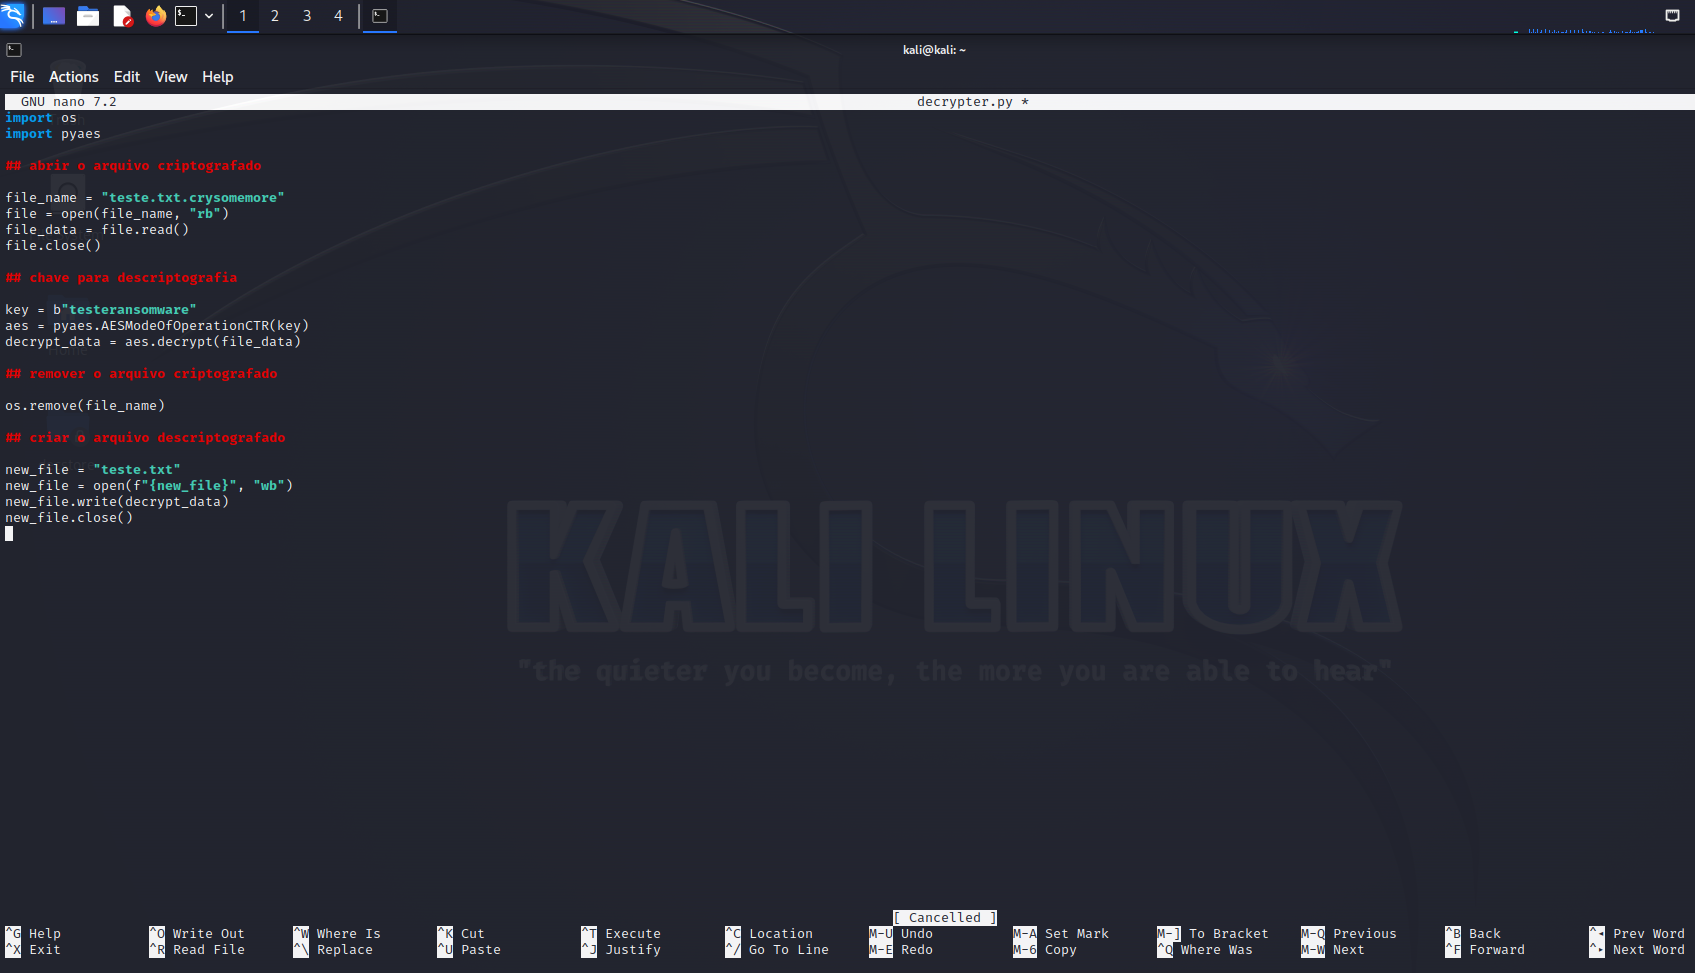 1 2 3 4
kali@kali: ~
File Actions Edit View Help
GNU nano 7.2 decrypter.py *
import os
import pyaes
## abrir o arquivo criptografado
file_name = "teste.txt.crysomemore"
file = open(file_name, "rb")
file_data = file.read()
file.close()
## chave para descriptografia
key = b"testeransomware"
aes = pyaes.AESModeOfOperationCTR(key)
decrypt_data = aes.decrypt(file_data)
## remover o arquivo criptografado
os.remove(file_name)
## criar o arquivo descriptografado
new_file = "teste.txt"
new_file = open(f"{new_file}", "wb")
new_file.write(decrypt_data)
new_file.close()
KALI LINUX
"the quieter you become, the more you are able to hear"
[ Cancelled ]
^G Help ^O Write Out ^W Where Is ^K Cut ^T Execute ^C Location M-U Undo M-A Set Mark M-] To Bracket M-Q Previous ^B Back ^◂ Prev Word
^X Exit ^R Read File ^\ Replace ^U Paste ^J Justify ^/ Go To Line M-E Redo M-6 Copy ^Q Where Was M-W Next ^F Forward ^▸ Next Word